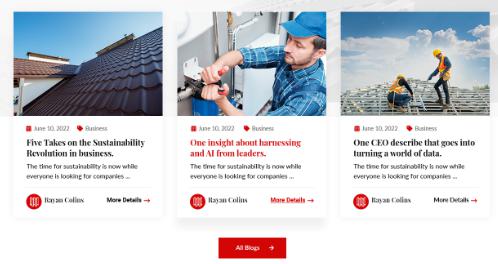 June 10, 2022 Business
Five Takes on the Sustainability
Revolution in business.
The time for sustainability is now while
everyone is looking for companies ...
Rayan Colins More Details →
June 10, 2022 Business
One insight about harnessing
and AI from leaders.
The time for sustainability is now while
everyone is looking for companies ...
Rayan Colins More Details →
June 10, 2022 Business
One CEO describe that goes into
turning a world of data.
The time for sustainability is now while
everyone is looking for companies ...
Rayan Colins More Details →
All Blogs →